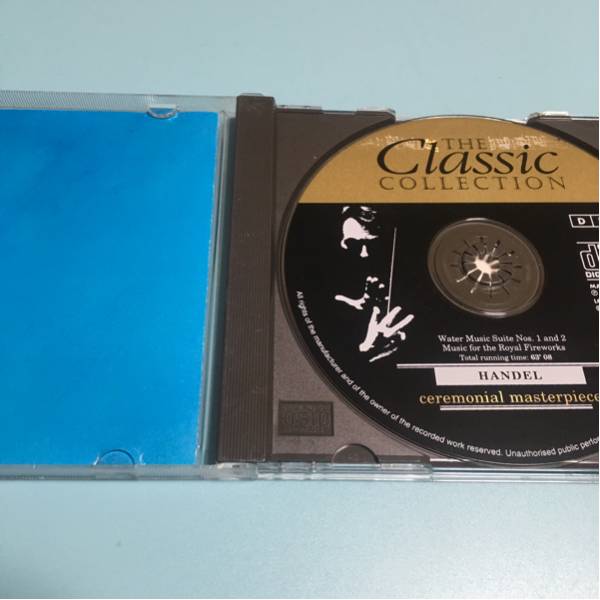 THE
Classic
COLLECTION
D
Water Music Suite Nos. 1 and 2
Music for the Royal Fireworks
Total running time: 63' 08
HANDEL
ceremonial masterpiece
All rights of the manufacturer and of the owner of the recorded work reserved. Unauthorised public perfor